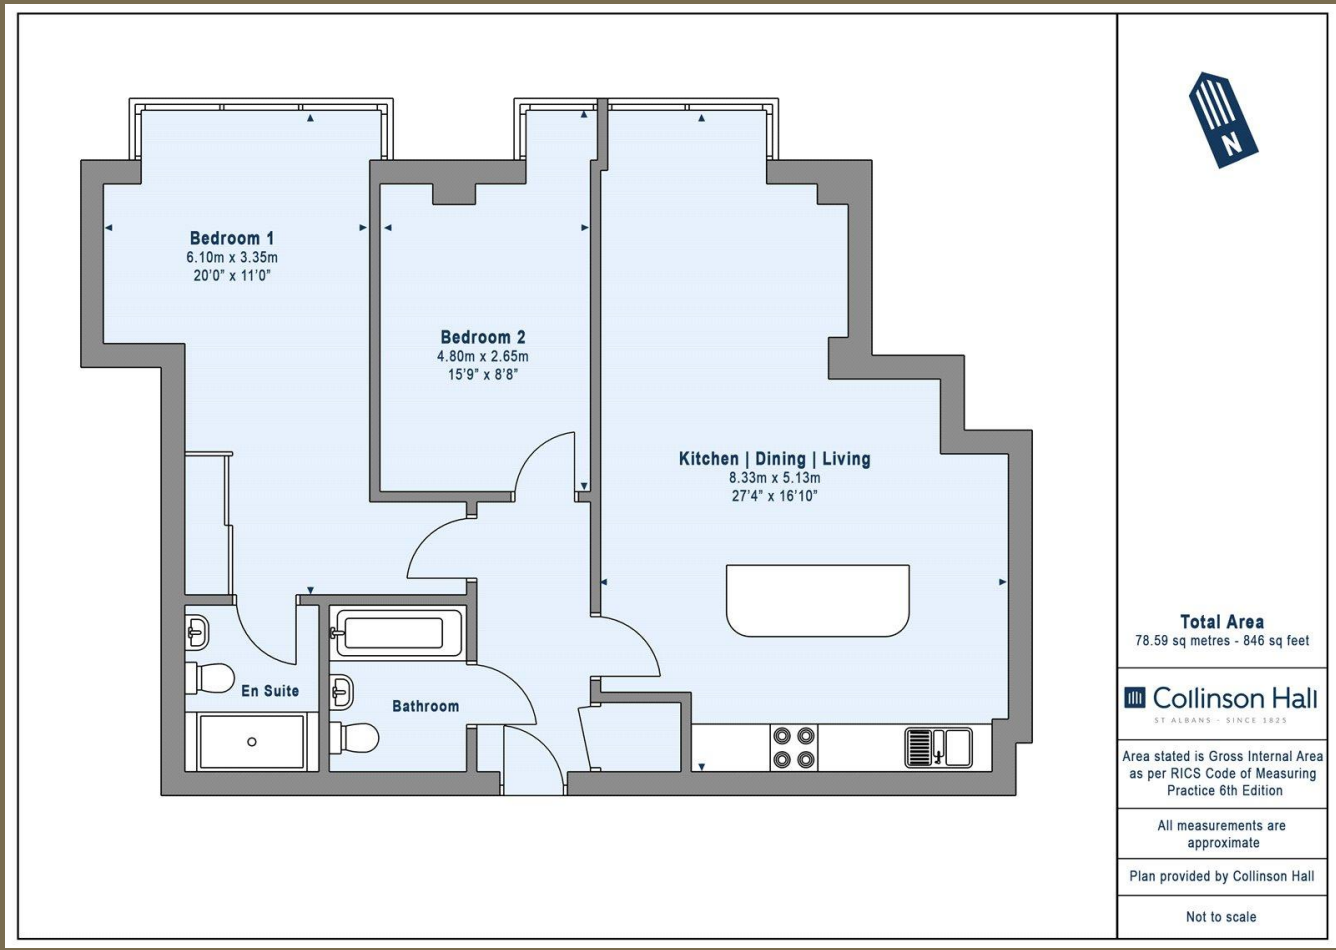 Bedroom 1
6.10m x 3.35m
20'0" x 11'0"
Bedroom 2
4.80m x 2.65m
15'9" x 8'8"
Kitchen | Dining | Living
8.33m x 5.13m
27'4" x 16'10"
En Suite
Bathroom
N
Total Area
78.59 sq metres - 846 sq feet
Collinson Hall
ST ALBANS - SINCE 1825
Area stated is Gross Internal Area
as per RICS Code of Measuring
Practice 6th Edition
All measurements are
approximate
Plan provided by Collinson Hall
Not to scale